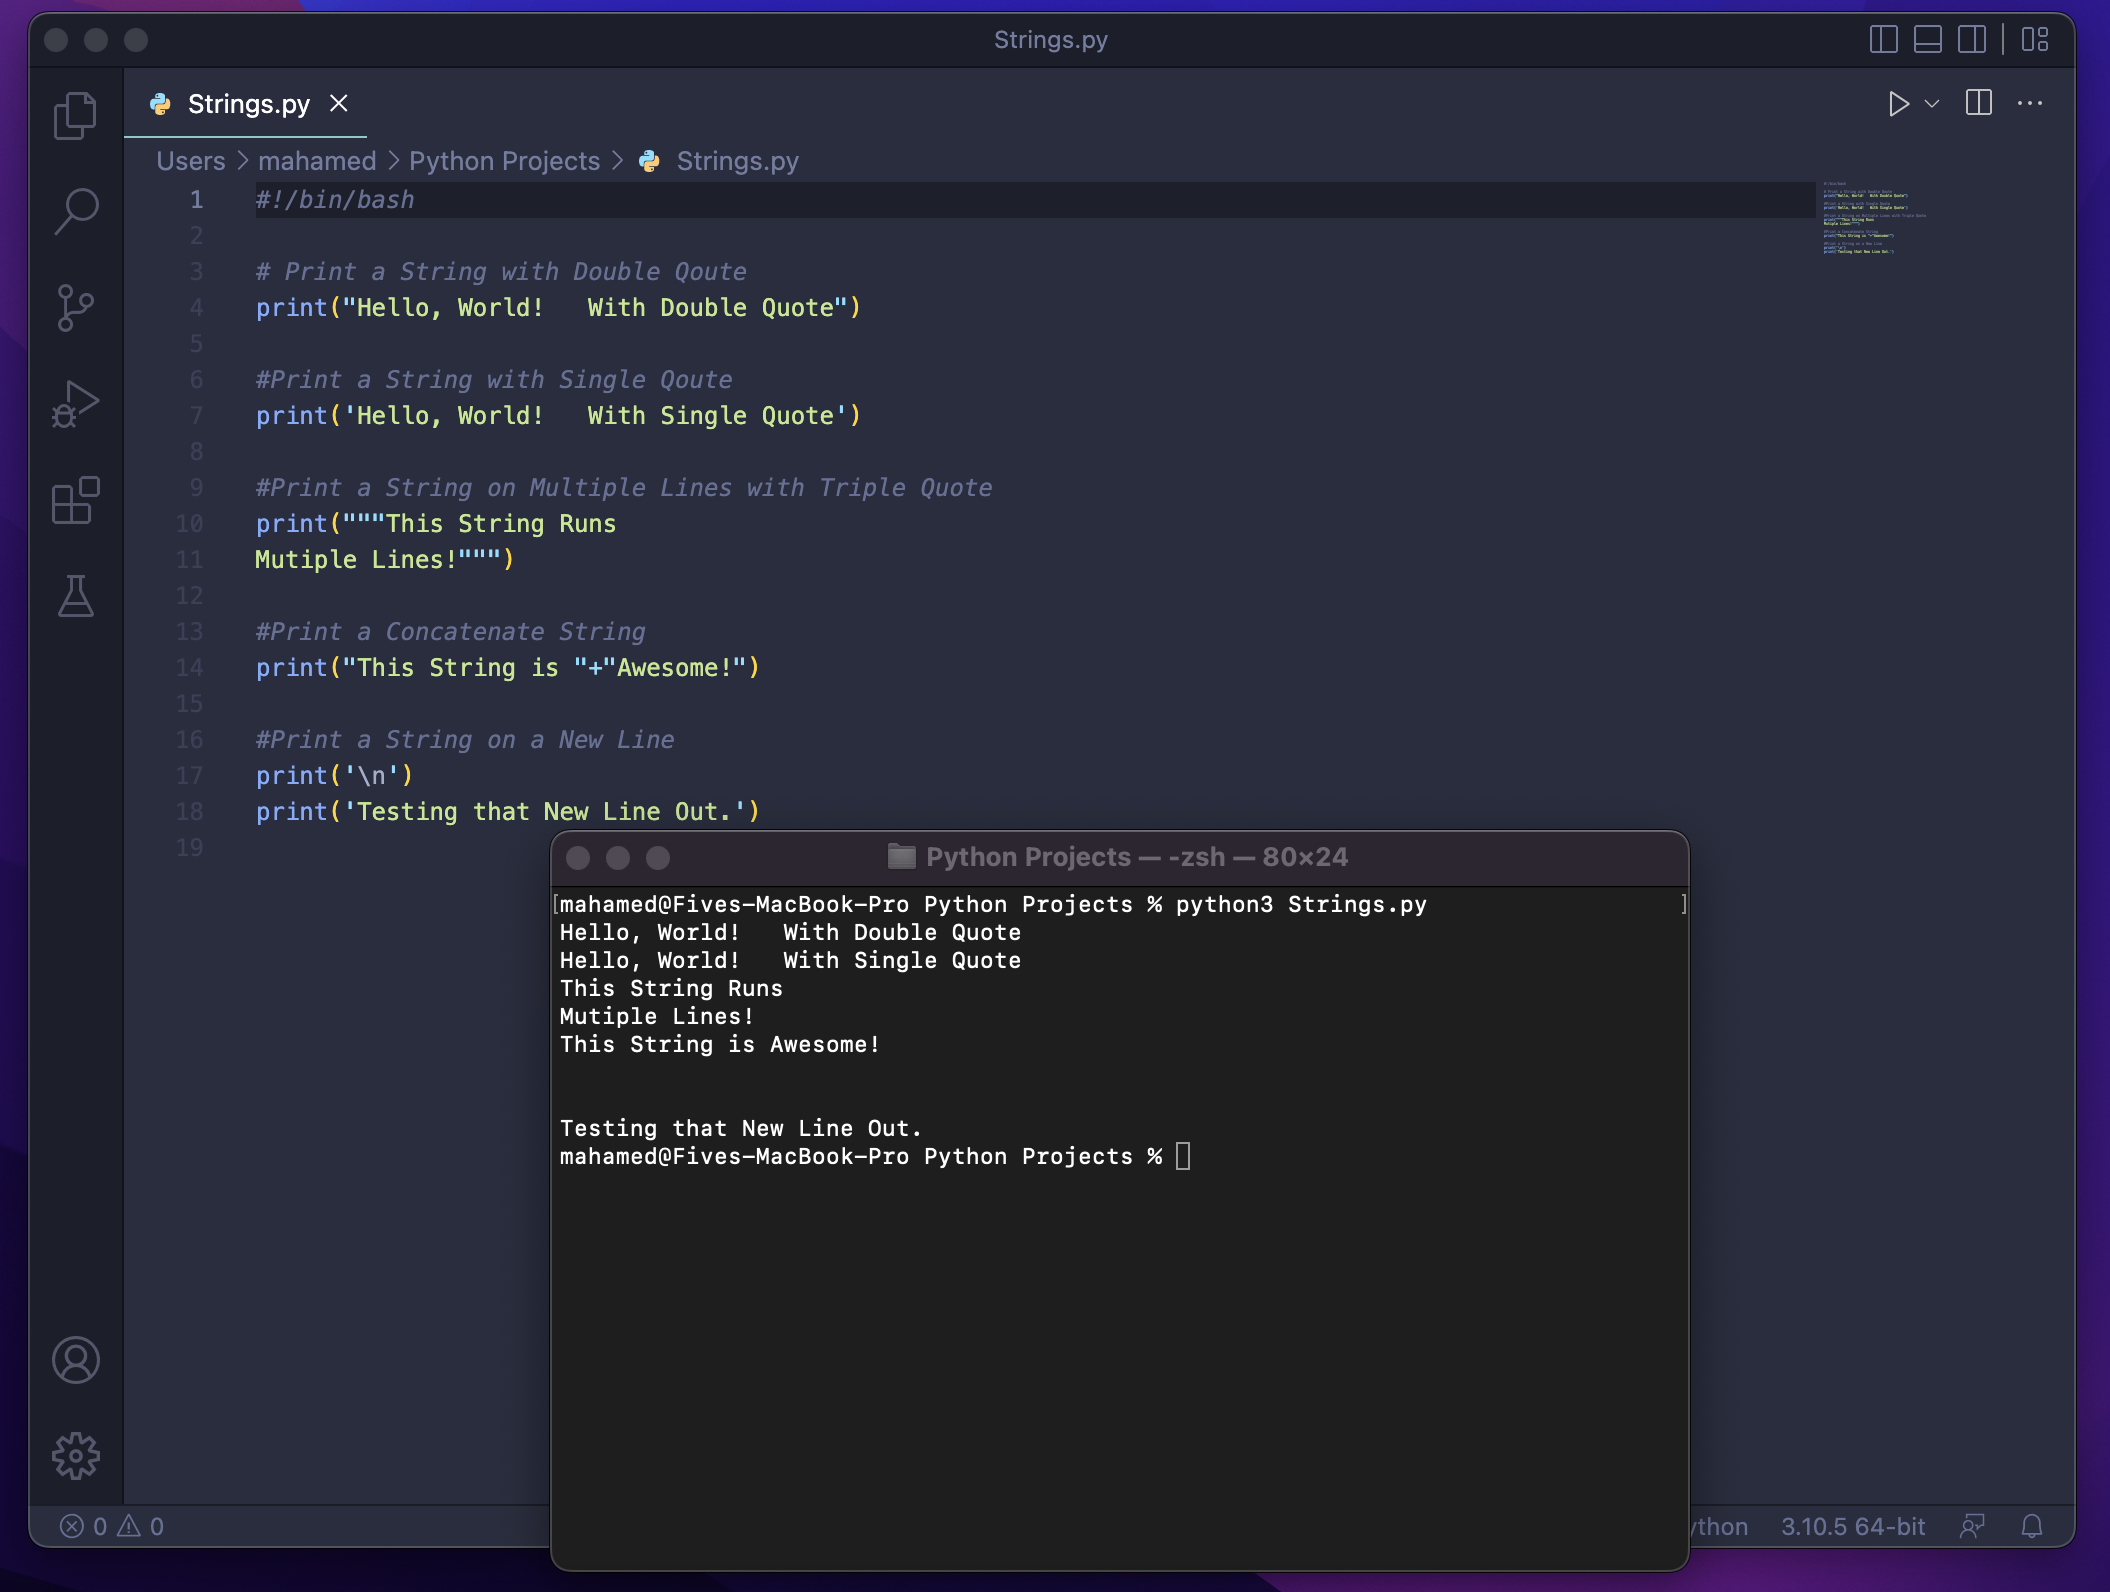 Strings.py
Strings.py
Users > mahamed > Python Projects > Strings.py
1 #!/bin/bash
2
3 # Print a String with Double Qoute
4 print("Hello, World!   With Double Quote")
5
6 #Print a String with Single Qoute
7 print('Hello, World!   With Single Quote')
8
9 #Print a String on Multiple Lines with Triple Quote
10 print("""This String Runs
11 Mutiple Lines!""")
12
13 #Print a Concatenate String
14 print("This String is "+"Awesome!")
15
16 #Print a String on a New Line
17 print('\n')
18 print('Testing that New Line Out.')
19
Python Projects — -zsh — 80×24
[mahamed@Fives-MacBook-Pro Python Projects % python3 Strings.py ]
Hello, World!   With Double Quote
Hello, World!   With Single Quote
This String Runs
Mutiple Lines!
This String is Awesome!
Testing that New Line Out.
mahamed@Fives-MacBook-Pro Python Projects %
0 0 ython 3.10.5 64-bit